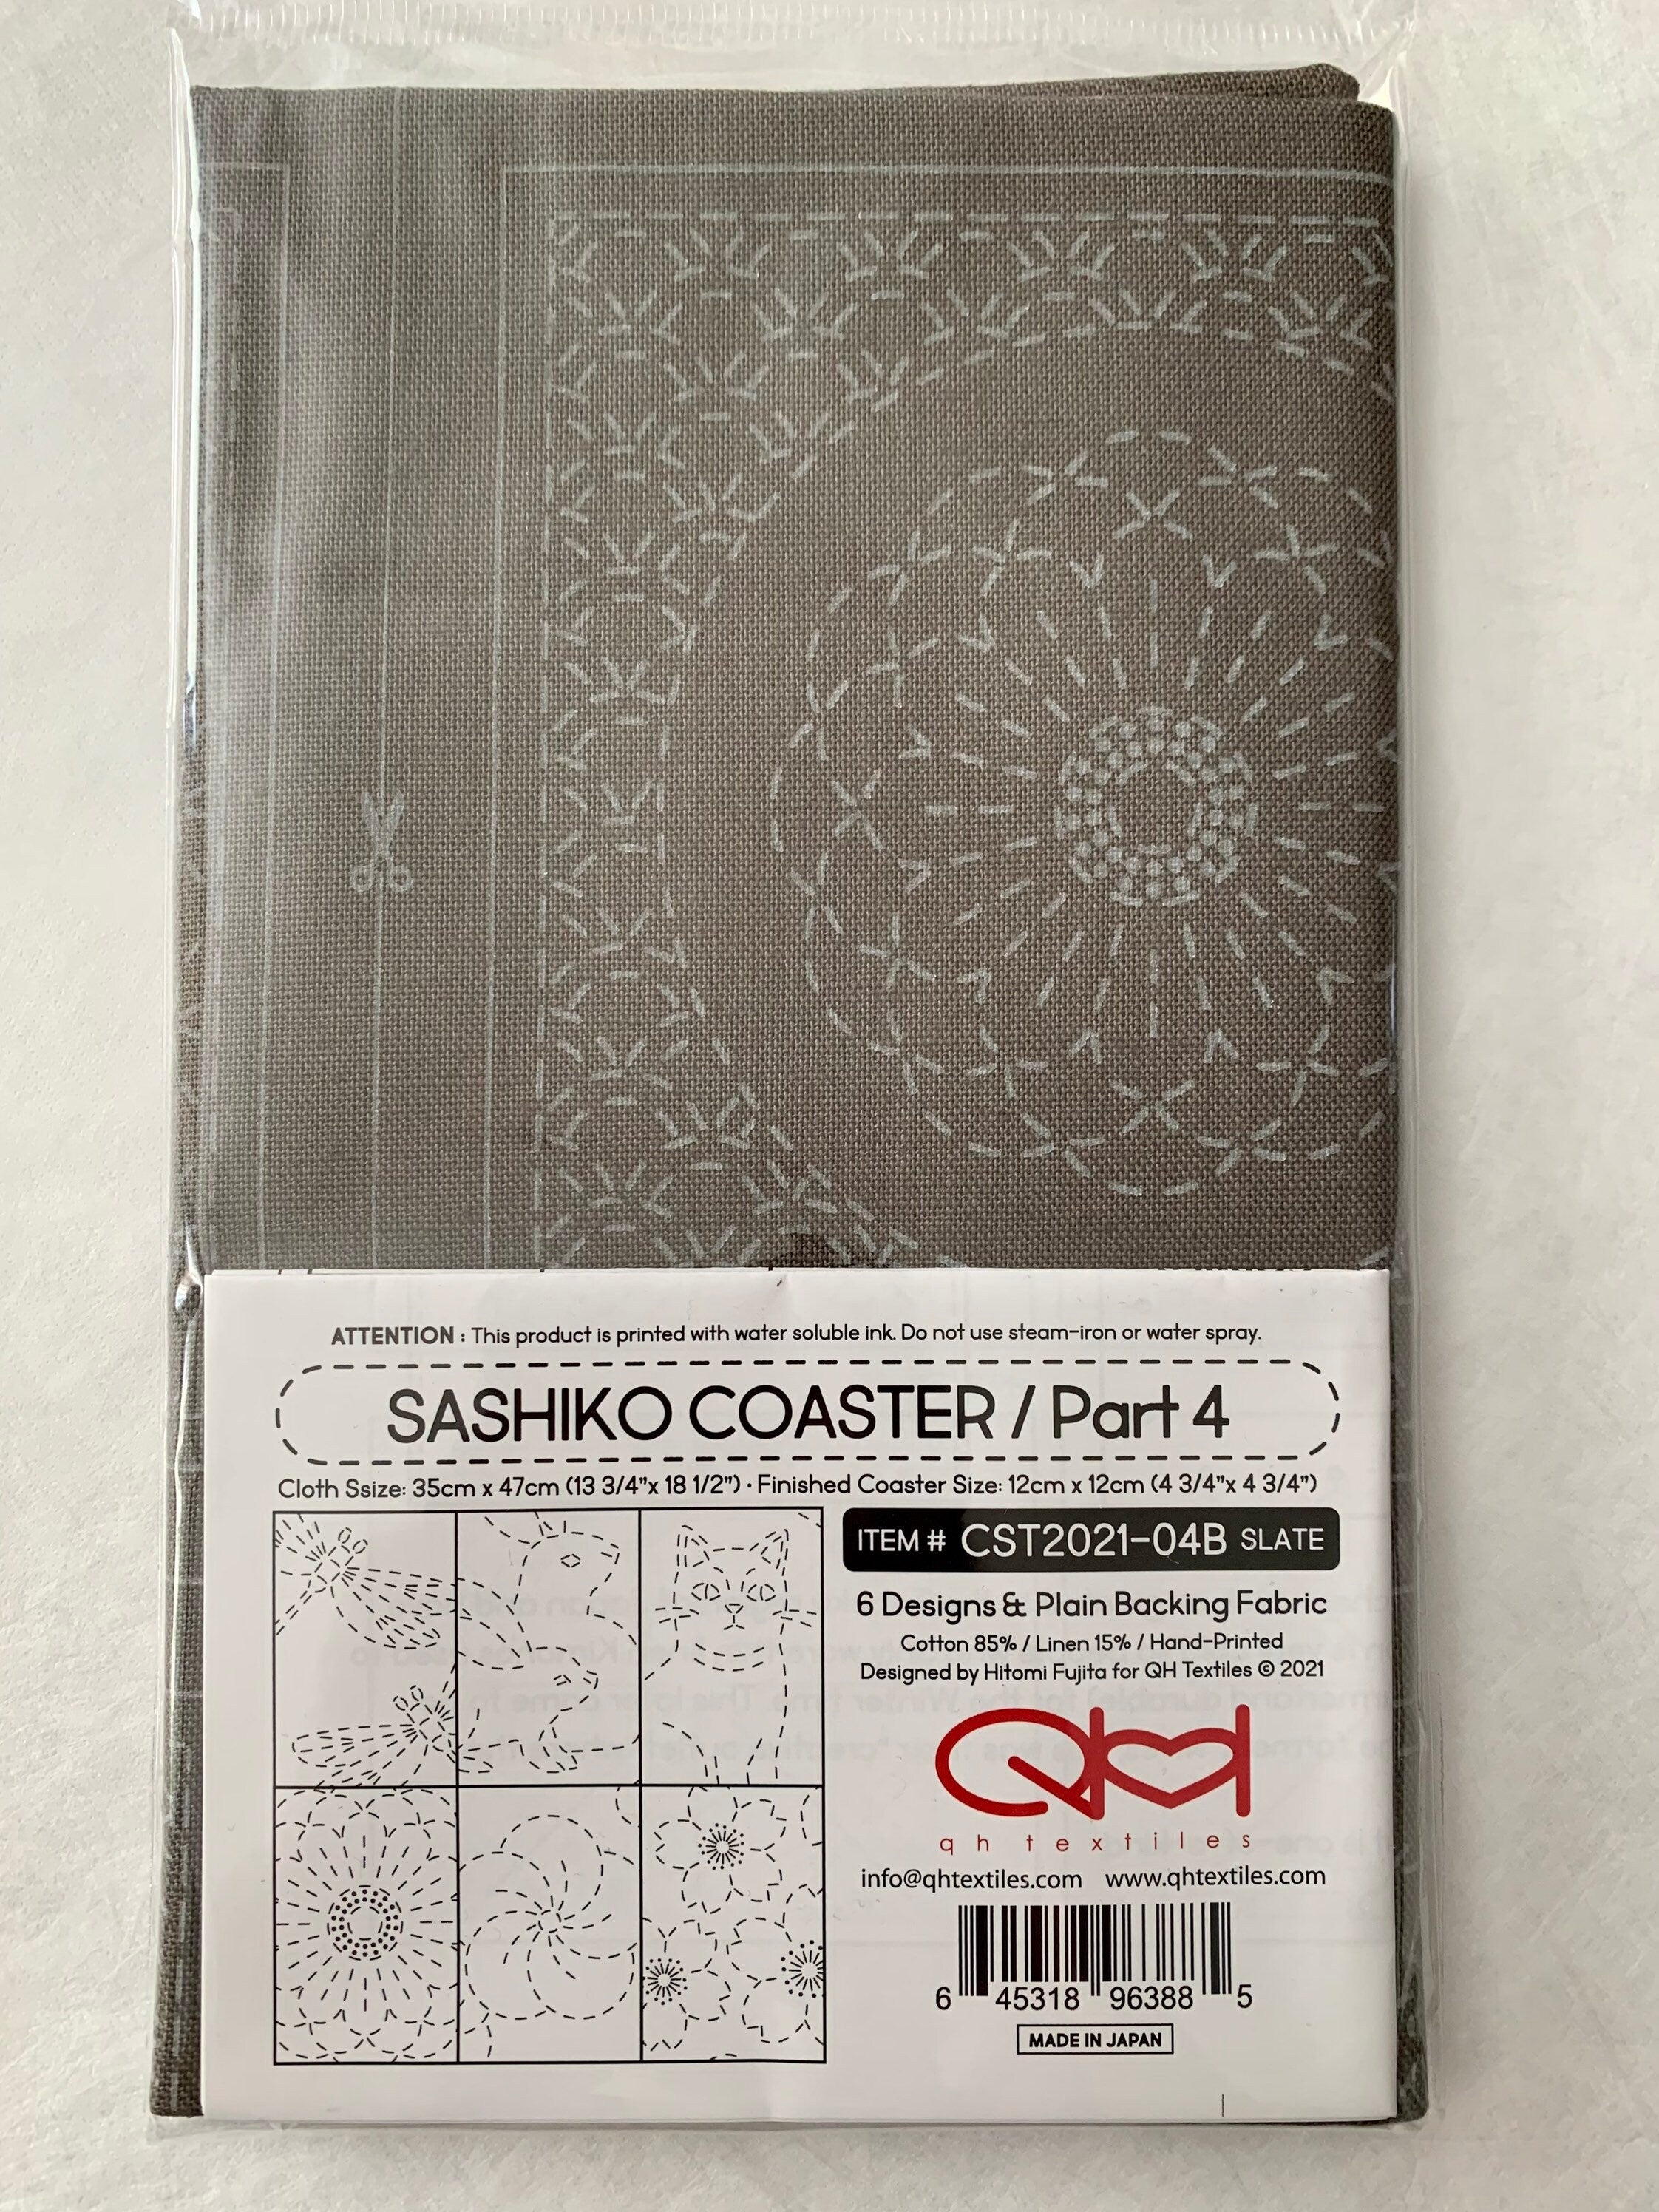 ATTENTION : This product is printed with water soluble ink. Do not use steam-iron or water spray.
SASHIKO COASTER / Part 4
Cloth Ssize: 35cm x 47cm (13 3/4"x 18 1/2") · Finished Coaster Size: 12cm x 12cm (4 3/4"x 4 3/4")
ITEM # CST2021-04B SLATE
6 Designs & Plain Backing Fabric
Cotton 85% / Linen 15% / Hand-Printed
Designed by Hitomi Fujita for QH Textiles © 2021
QH
qh textiles
info@qhtextiles.com www.qhtextiles.com
6 45318 96388 5
MADE IN JAPAN